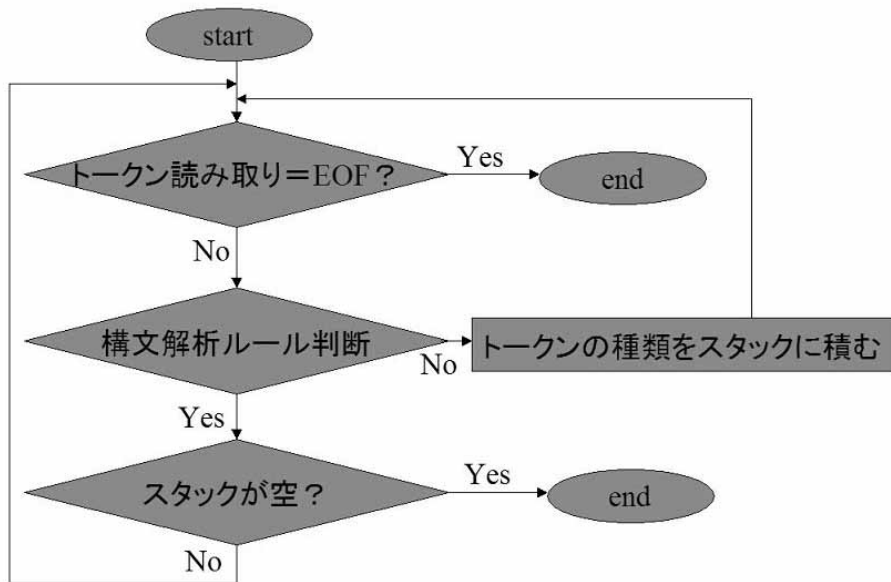 start
トークン読み取り＝EOF？
Yes
end
No
構文解析ルール判断
No
トークンの種類をスタックに積む
Yes
スタックが空？
Yes
end
No